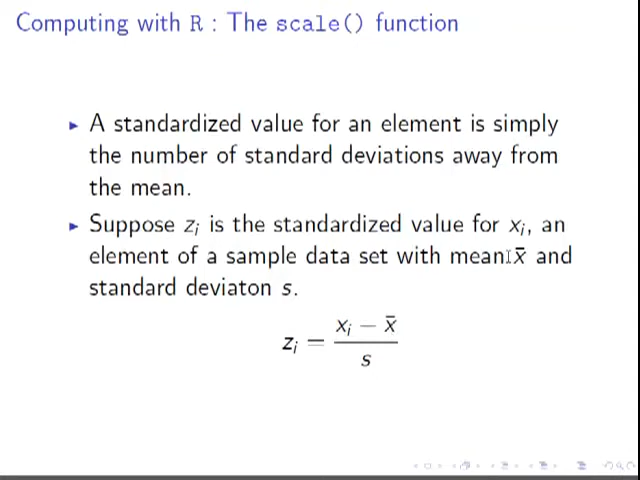 Computing with R : The scale() function
▸ A standardized value for an element is simply
the number of standard deviations away from
the mean.
▸ Suppose zᵢ is the standardized value for xᵢ, an
element of a sample data set with mean x̄ and
standard deviaton s.
zᵢ = (xᵢ − x̄) / s